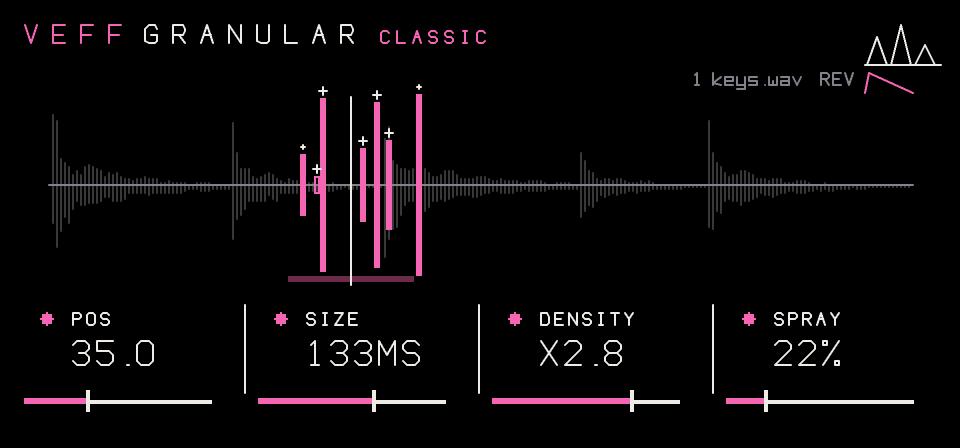 VEFF GRANULAR CLASSIC
1 keys.wav REV
POS SIZE DENSITY SPRAY
35.0 133MS X2.8 22%